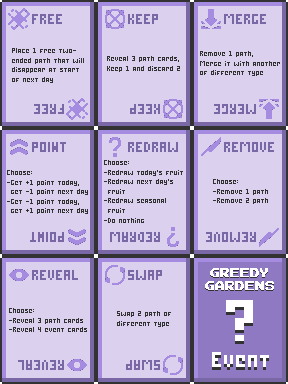 FREE
Place 1 free two-
ended path that will
disappear at start
of next day
FREE
KEEP
Reveal 3 path cards,
Keep 1 and discard 2
KEEP
MERGE
Remove 1 path,
Merge it with another
of different type
MERGE
POINT
Choose:
-Get +1 point today,
Get -1 point next day
-Get -1 point today,
Get +1 point next day
POINT
? REDRAW
Choose:
-Redraw today's fruit
-Redraw next day's
fruit
-Redraw seasonal
fruit
-Do nothing
REDRAW ?
REMOVE
Choose:
-Remove 1 path
-Remove 2 path
REMOVE
REVEAL
Choose:
-Reveal 3 path cards
-Reveal 4 event cards
REVEAL
SWAP
Swap 2 path of
different type
SWAP
GREEDY
GARDENS
?
Event